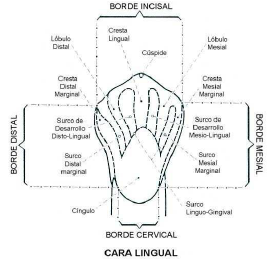 BORDE INCISAL
Cresta
Lingual
Lóbulo
Distal
Cúspide
Lóbulo
Mesial
Cresta
Distal
Marginal
Cresta
Mesial
Marginal
BORDE DISTAL
Surco de
Desarrollo
Disto-Lingual
Surco de
Desarrollo
Mesio-Lingual
BORDE MESIAL
Surco
Distal
marginal
Surco
Mesial
Marginal
Cíngulo
Surco
Linguo-Gingival
BORDE CERVICAL
CARA LINGUAL